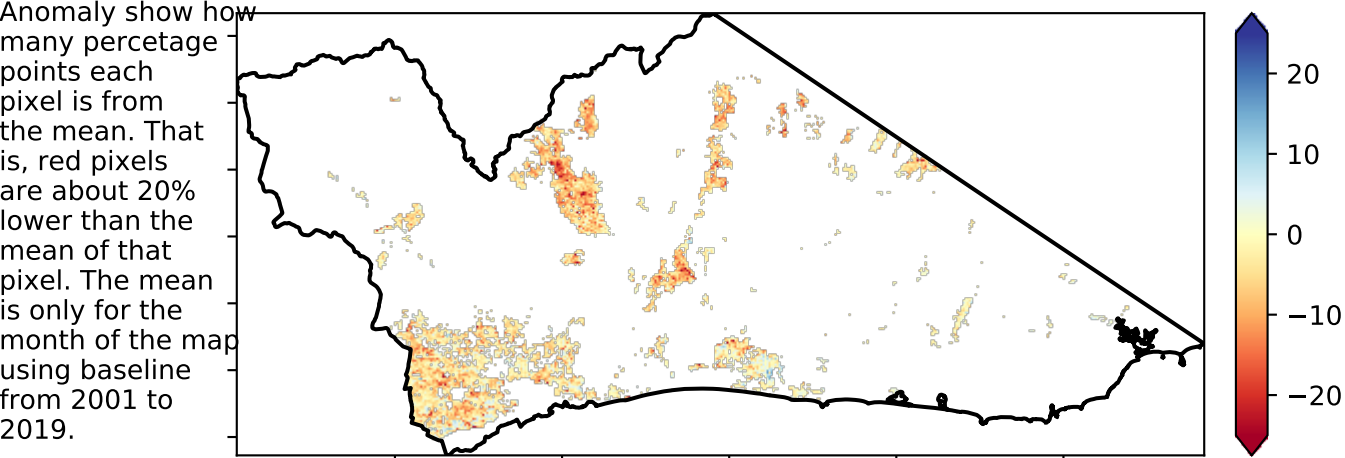 Anomaly show how
many percetage
points each
pixel is from
the mean. That
is, red pixels
are about 20%
lower than the
mean of that
pixel. The mean
is only for the
month of the map
using baseline
from 2001 to
2019.
20
10
0
−10
−20